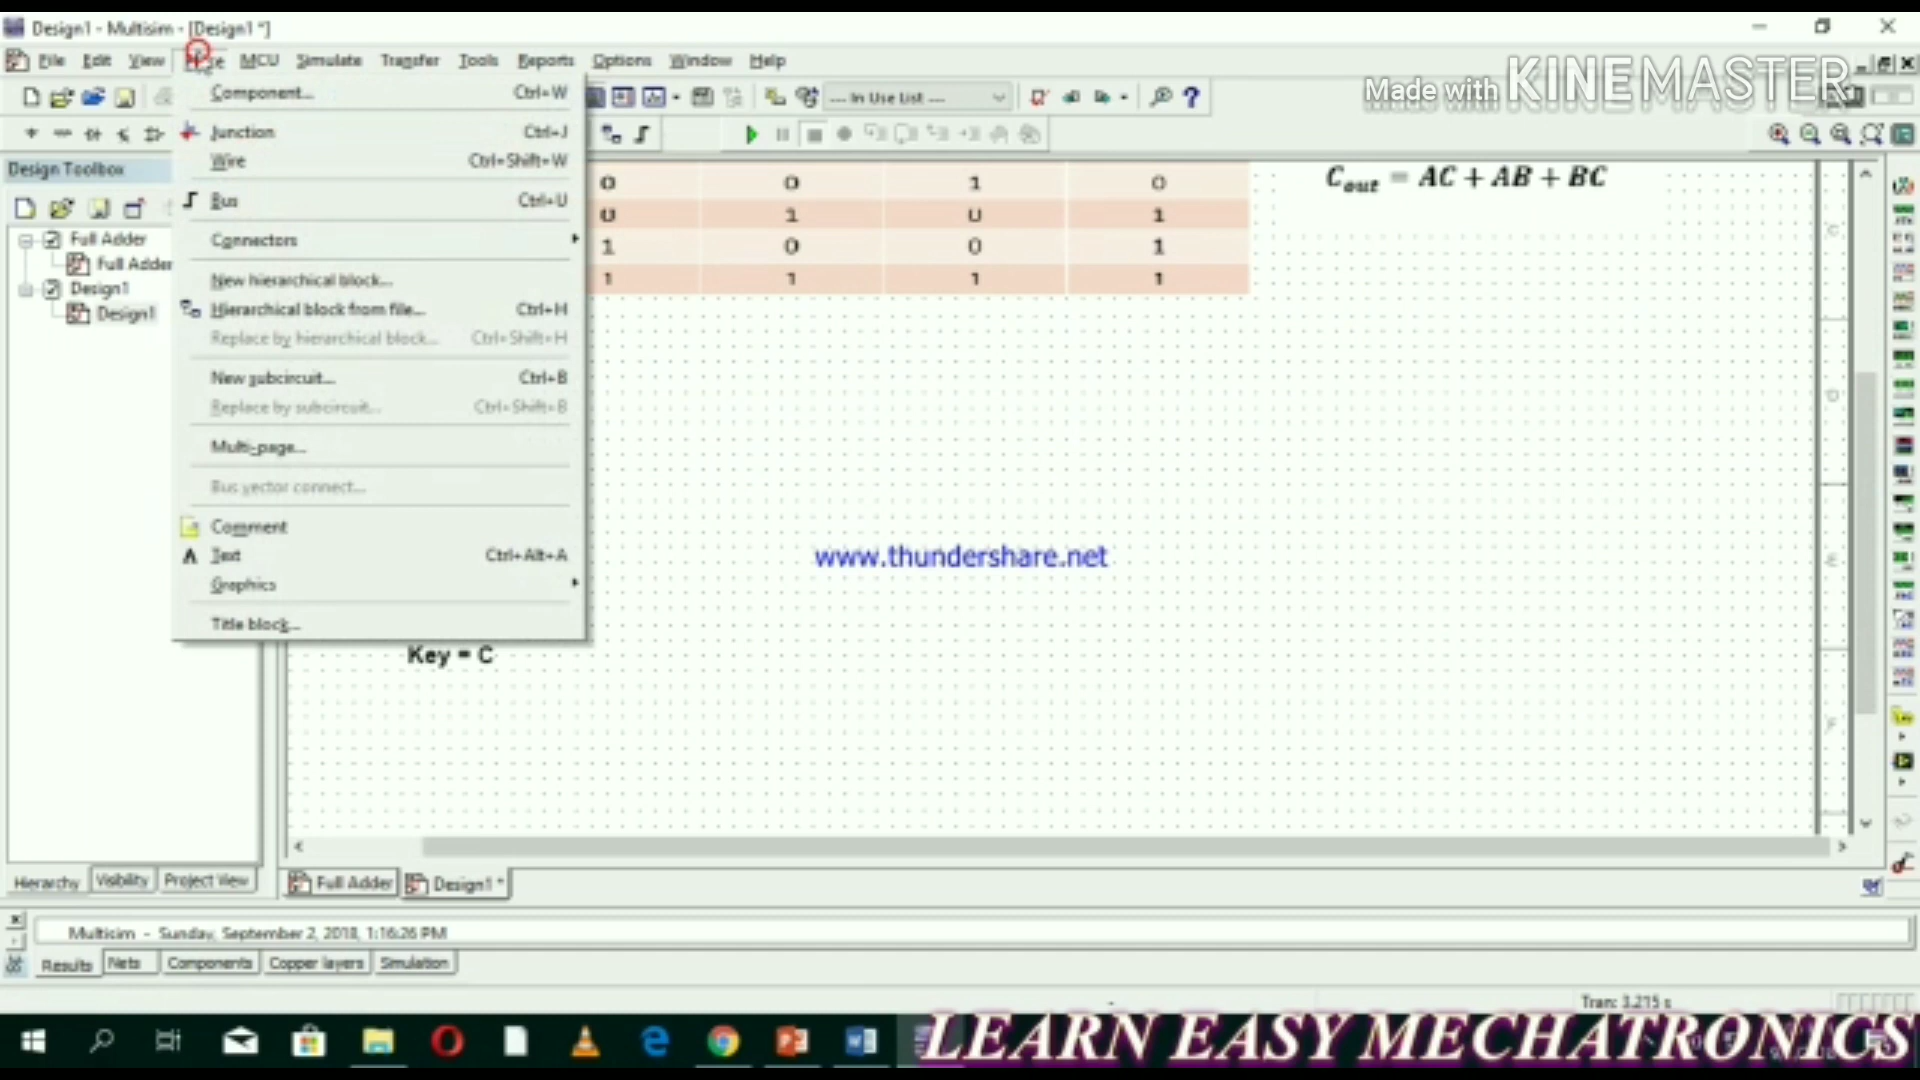 Design1 - Multisim - [Design1 *]
File Edit View MCU Simulate Transfer Tools Reports Options Window Help
Made with KINEMASTER
Component... Ctrl+W
--- In Use List ---
Junction Ctrl+J
Wire Ctrl+Shift+W
Bus Ctrl+U
Connectors
New hierarchical block...
Hierarchical block from file... Ctrl+H
Replace by hierarchical block... Ctrl+Shift+H
New subcircuit... Ctrl+B
Replace by subcircuit... Ctrl+Shift+B
Multi-page...
Bus vector connect...
Comment
Text Ctrl+Alt+A
Graphics
Title block...
Design Toolbox
Full Adder
Full Adder
Design1
Design1
0 0 1 0
0 1 0 1
1 0 0 1
1 1 1 1
Cout = AC + AB + BC
C
D
E
F
www.thundershare.net
Key = C
Hierarchy Visibility Project View
Full Adder Design1 *
Multisim - Sunday, September 2, 2018, 1:16:26 PM
Results Nets Components Copper layers Simulation
Tran: 3.215 s
LEARN EASY MECHATRONICS